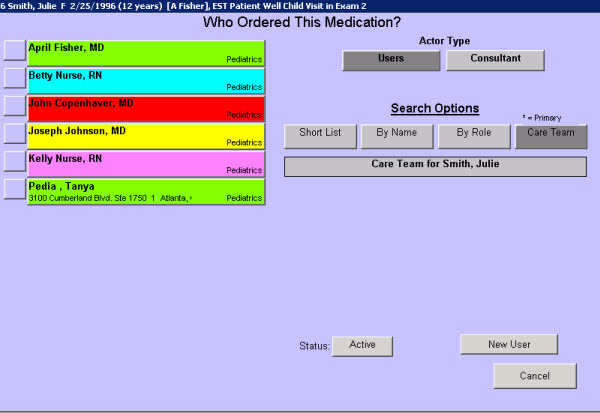 6 Smith, Julie F 2/25/1996 (12 years) [A Fisher], EST Patient Well Child Visit in Exam 2
Who Ordered This Medication?
April Fisher, MD
Pediatrics
Betty Nurse, RN
Pediatrics
John Copenhaver, MD
Pediatrics
Joseph Johnson, MD
Pediatrics
Kelly Nurse, RN
Pediatrics
Pedia , Tanya
3100 Cumberland Blvd. Ste 1750 1 Atlanta, Pediatrics
Actor Type
Users Consultant
Search Options
* = Primary
Short List By Name By Role Care Team
Care Team for Smith, Julie
Status: Active
New User
Cancel